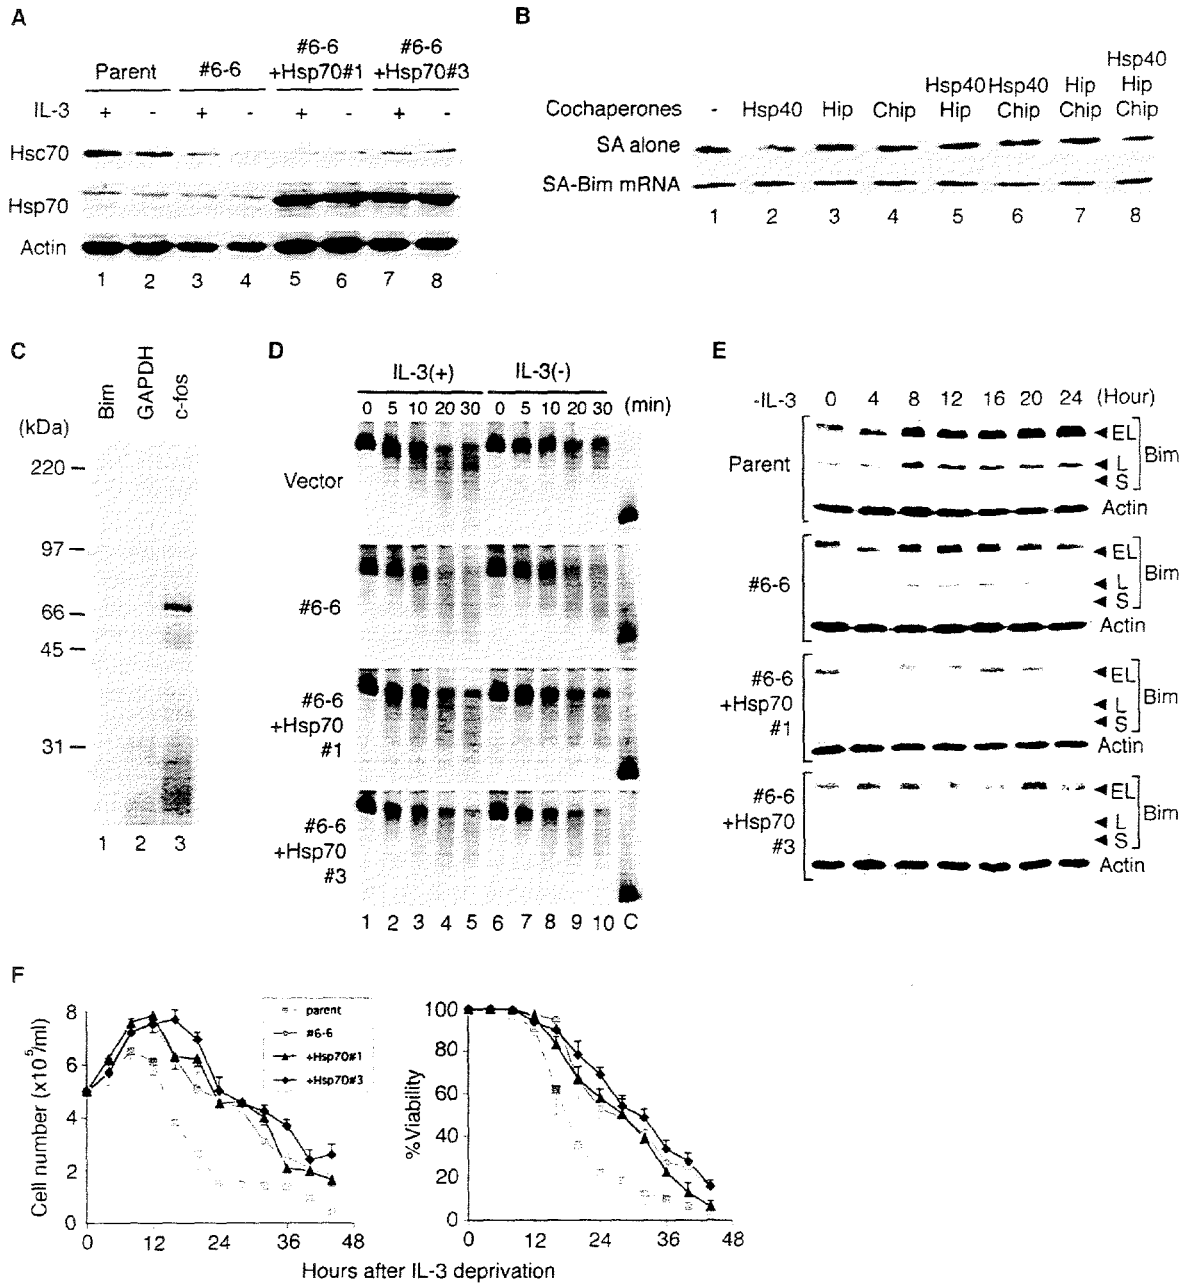 A
Parent #6-6 #6-6 +Hsp70#1 #6-6 +Hsp70#3
IL-3 + - + - + - + -
Hsc70
Hsp70
Actin
1 2 3 4 5 6 7 8
B
Cochaperones - Hsp40 Hip Chip Hsp40 Hip Hsp40 Chip Hip Chip Hsp40 Hip Chip
SA alone
SA-Bim mRNA
1 2 3 4 5 6 7 8
C
Bim GAPDH c-fos
(kDa)
220
97
66
45
31
1 2 3
D
IL-3(+) IL-3(-)
0 5 10 20 30 0 5 10 20 30 (min)
Vector
#6-6
#6-6
+Hsp70
#1
#6-6
+Hsp70
#3
1 2 3 4 5 6 7 8 9 10 C
E
-IL-3 0 4 8 12 16 20 24 (Hour)
Parent
EL
L
S
Bim
Actin
#6-6
EL
L
S
Bim
Actin
#6-6
+Hsp70
#1
EL
L
S
Bim
Actin
#6-6
+Hsp70
#3
EL
L
S
Bim
Actin
F
Cell number (x10⁵/ml)
8
6
4
2
0
0 12 24 36 48
parent
#6-6
+Hsp70#1
+Hsp70#3
%Viability
100
80
60
40
20
0
0 12 24 36 48
Hours after IL-3 deprivation